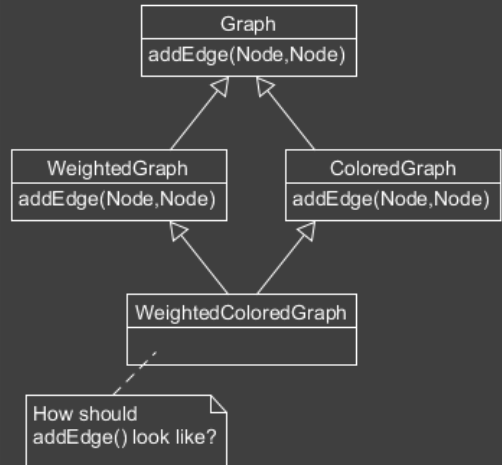 Graph
addEdge(Node,Node)
WeightedGraph
addEdge(Node,Node)
ColoredGraph
addEdge(Node,Node)
WeightedColoredGraph
How should
addEdge() look like?